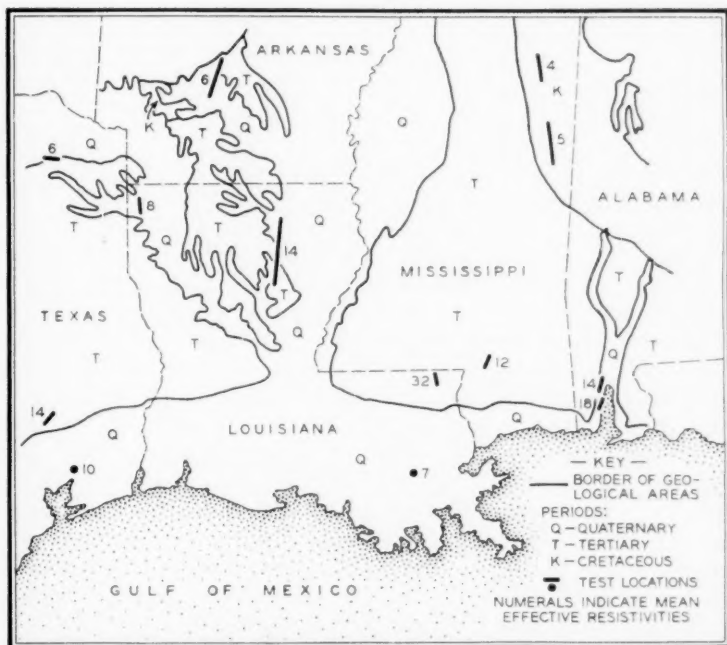 ARKANSAS
6
T
4
K
K
T
Q
Q
Q
5
6
Q
8
T
Q
T
Q
T
ALABAMA
14
T
MISSISSIPPI
T
TEXAS
T
Q
T
T
Q
T
12
32
14
14
18
LOUISIANA
Q
Q
Q
10
7
— KEY —
BORDER OF GEO-
LOGICAL AREAS
PERIODS:
Q – QUATERNARY
T – TERTIARY
K – CRETACEOUS
TEST LOCATIONS
NUMERALS INDICATE MEAN
EFFECTIVE RESISTIVITIES
GULF OF MEXICO